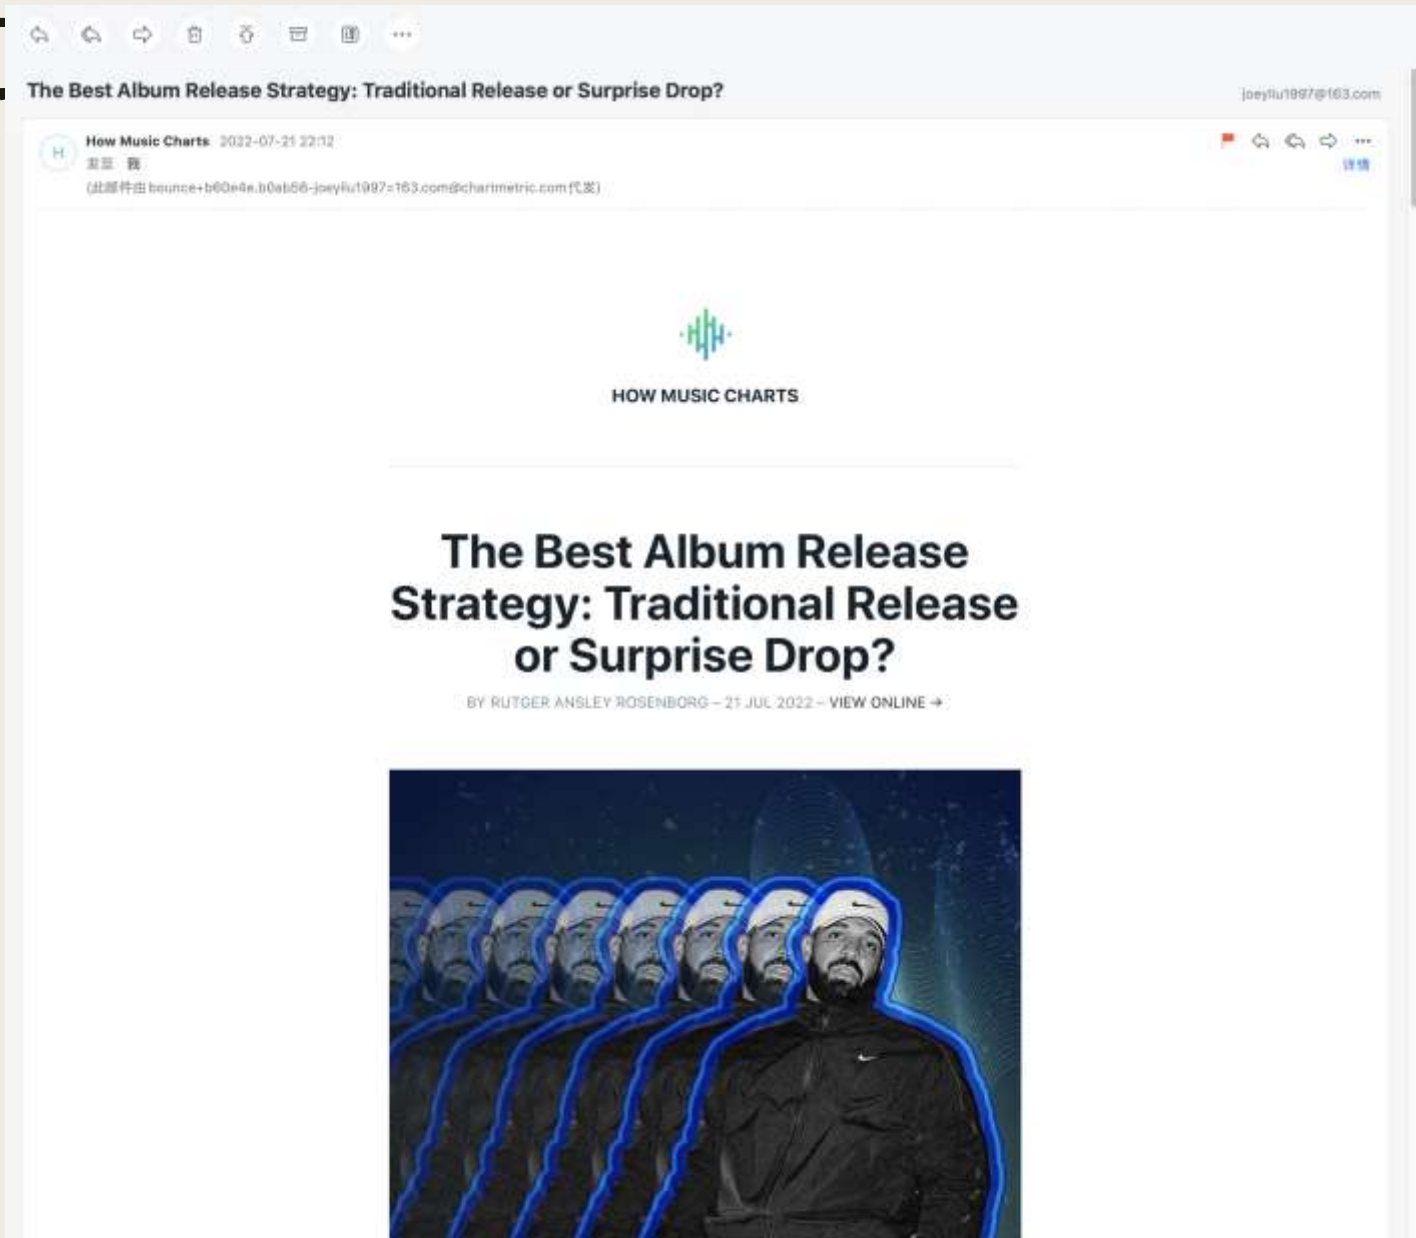 The Best Album Release Strategy: Traditional Release or Surprise Drop?
joeyliu1997@163.com
H
How Music Charts 2022-07-21 22:12
发至 我
详情
(此邮件由 bounce+b60e4e.b0ab56-joeyliu1997=163.com@chartmetric.com代发)
HOW MUSIC CHARTS
The Best Album Release
Strategy: Traditional Release
or Surprise Drop?
BY RUTGER ANSLEY ROSENBORG – 21 JUL 2022 – VIEW ONLINE →